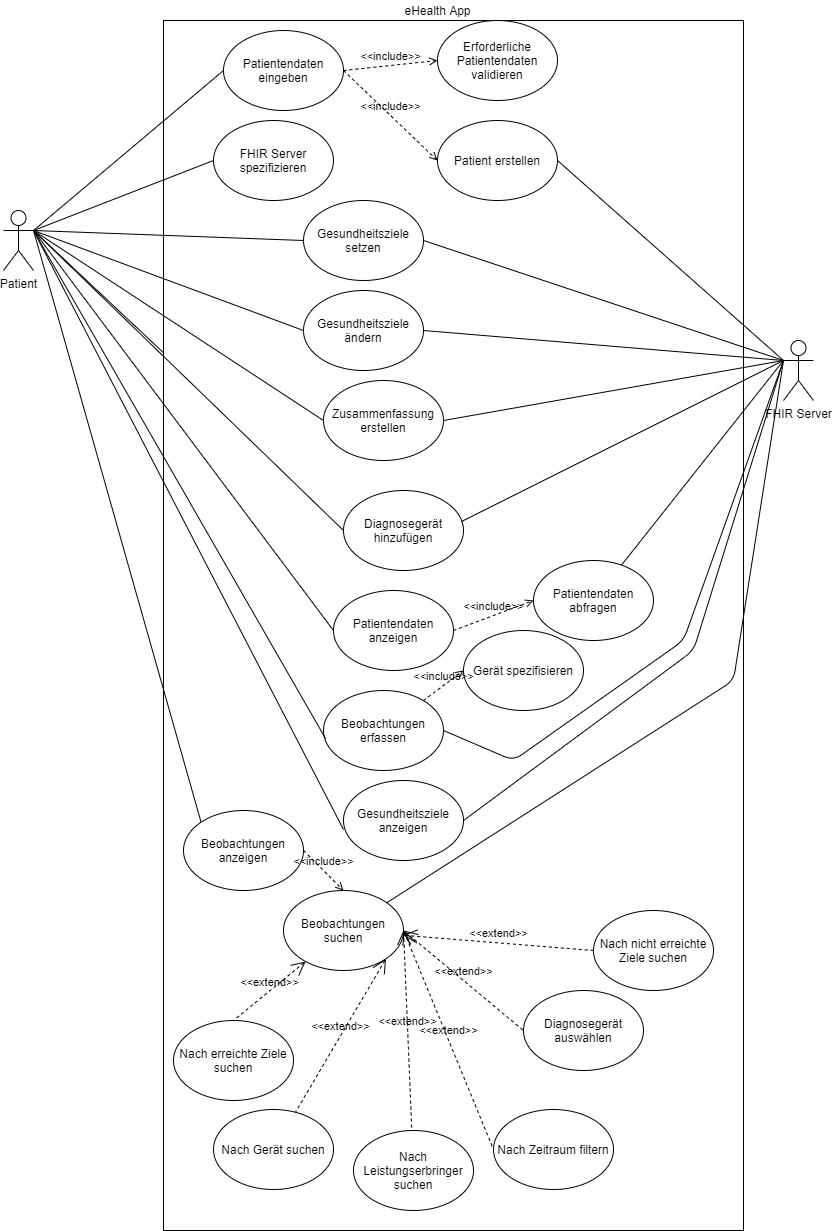 eHealth App
Patientendaten
eingeben
<<include>>
Erforderliche
Patientendaten
validieren
<<include>>
FHIR Server
spezifizieren
Patient erstellen
Patient
Gesundheitsziele
setzen
Gesundheitsziele
ändern
FHIR Server
Zusammenfassung
erstellen
Diagnosegerät
hinzufügen
Patientendaten
anzeigen
<<include>>
Patientendaten
abfragen
<<include>>
Gerät spezifisieren
Beobachtungen
erfassen
Gesundheitsziele
anzeigen
Beobachtungen
anzeigen
<<include>>
Beobachtungen
suchen
<<extend>>
Nach nicht erreichte
Ziele suchen
<<extend>>
<<extend>>
<<extend>>
<<extend>>
<<extend>>
Diagnosegerät
auswählen
Nach erreichte Ziele
suchen
Nach Gerät suchen
Nach
Leistungserbringer
suchen
Nach Zeitraum filtern